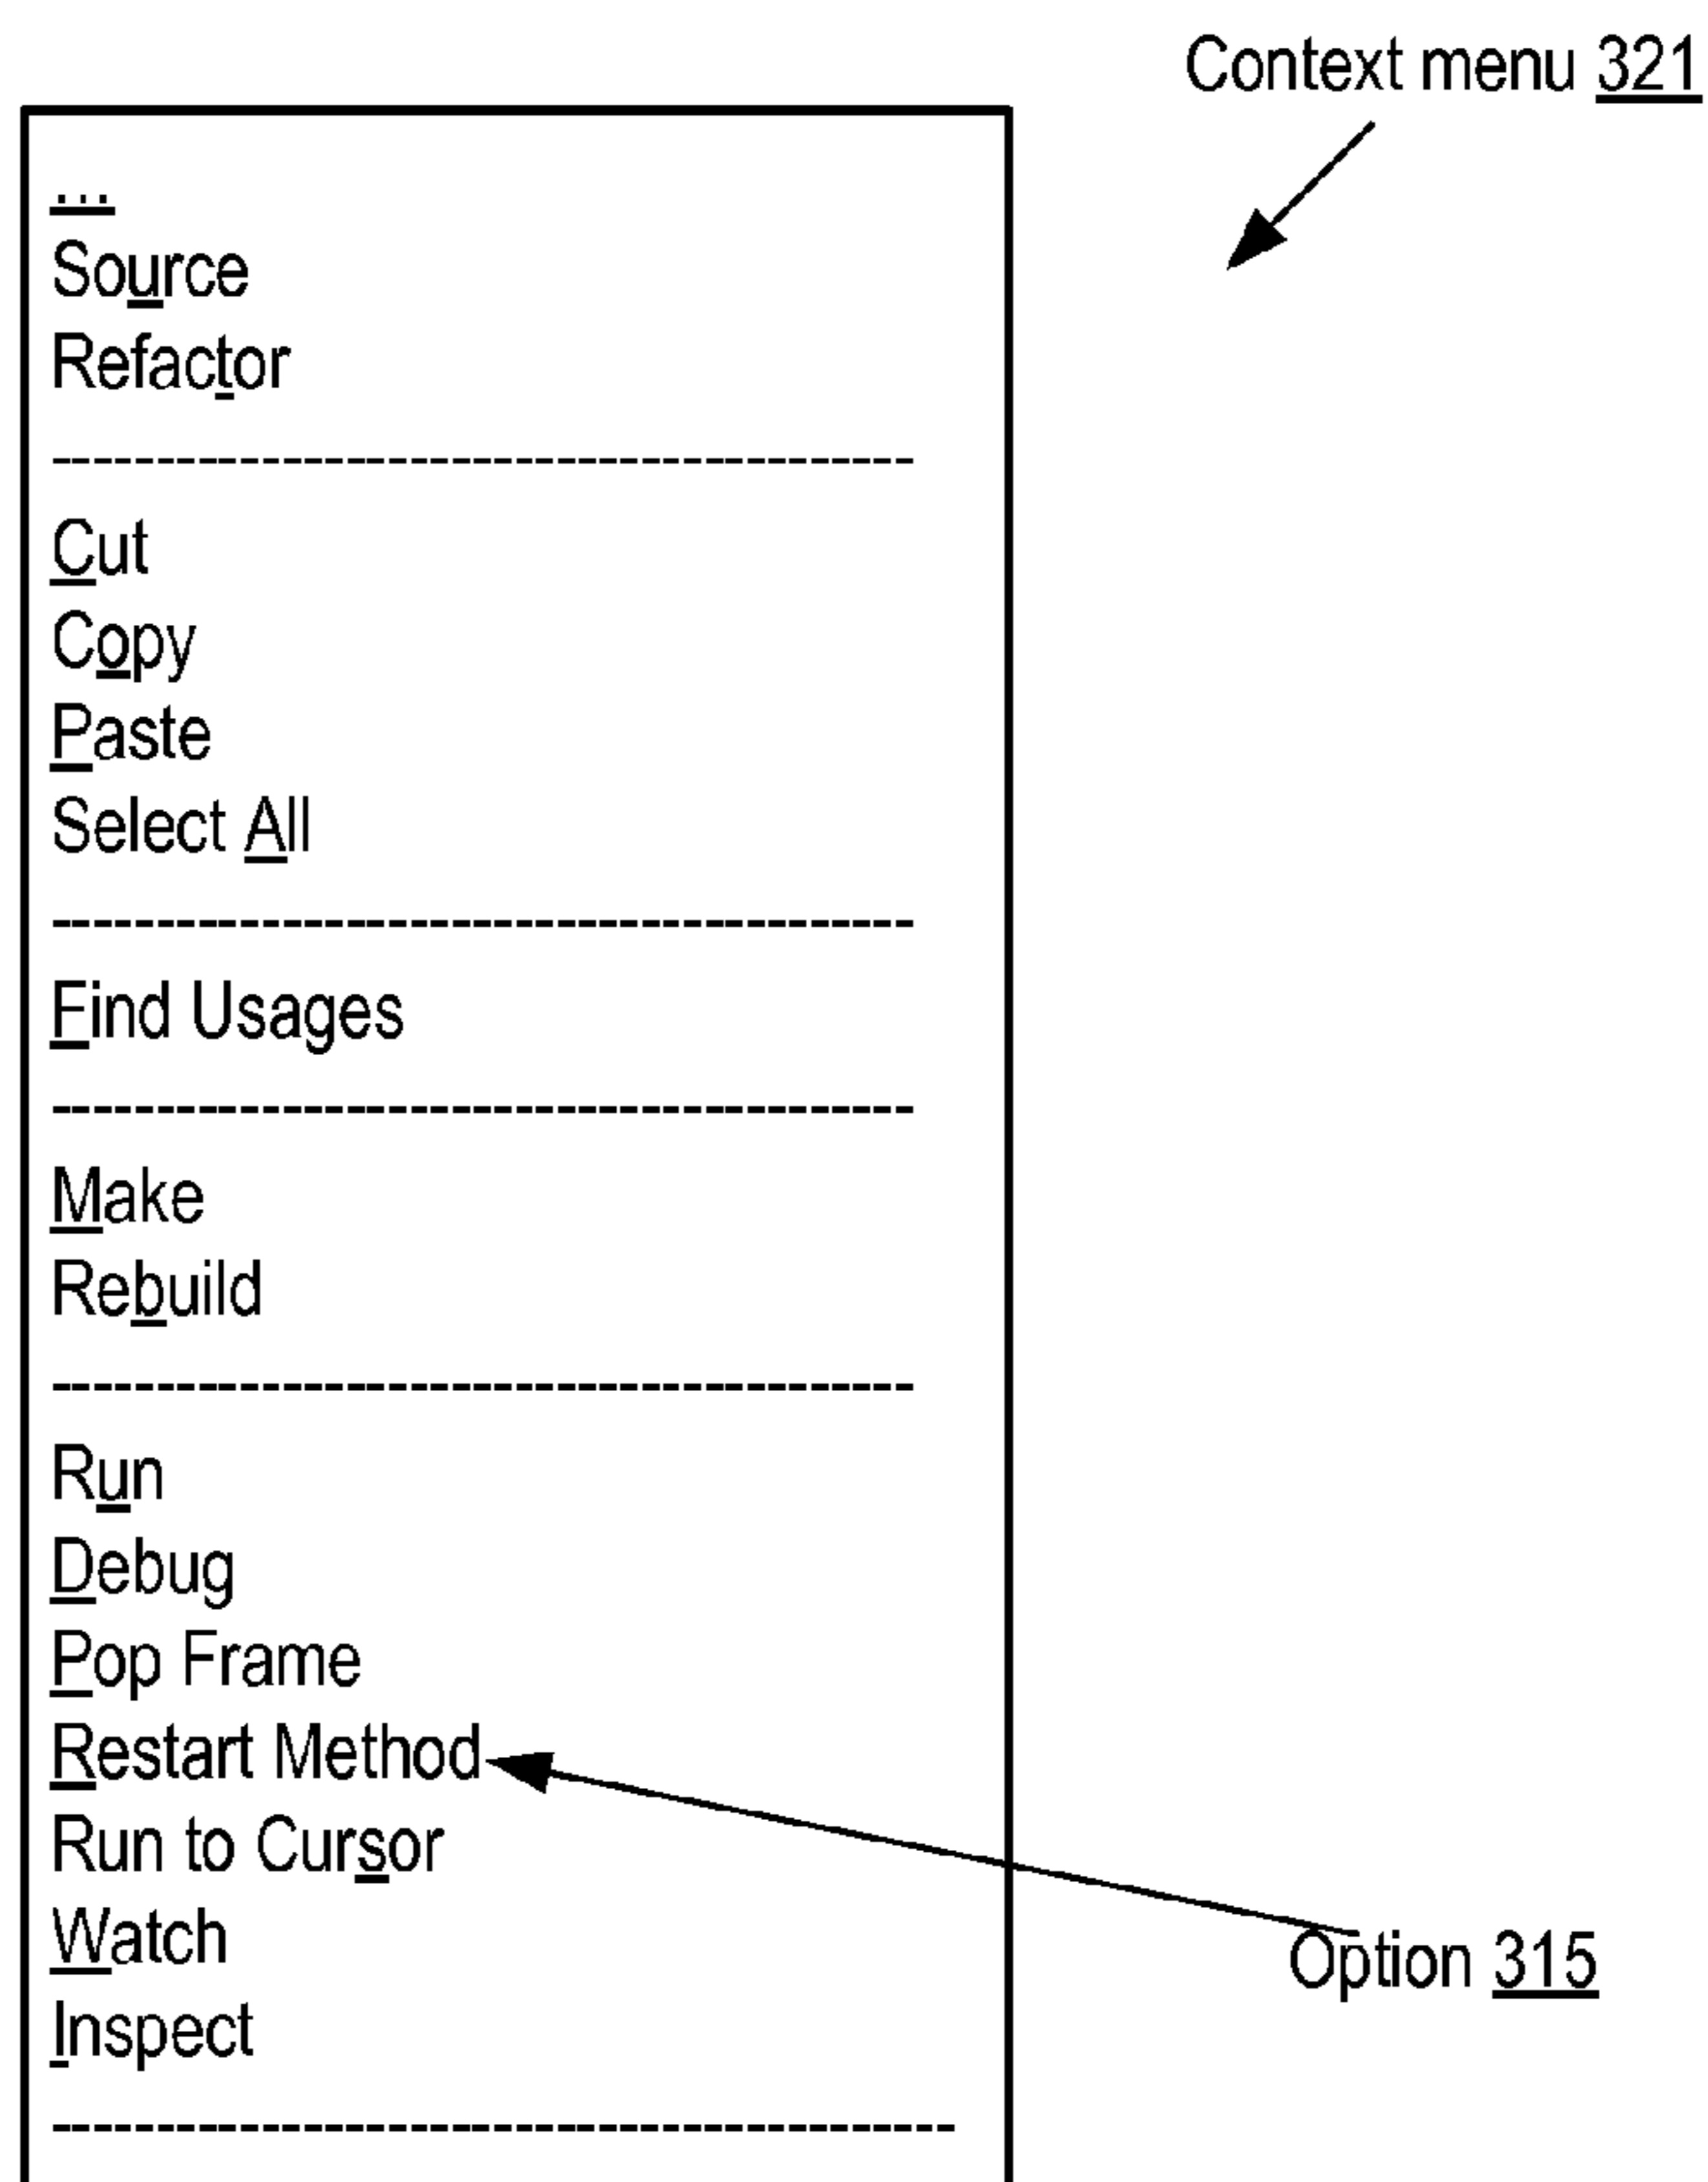 Context menu 321
...
Source
Refactor
-----------------------------------------
Cut
Copy
Paste
Select All
-----------------------------------------
Find Usages
-----------------------------------------
Make
Rebuild
-----------------------------------------
Run
Debug
Pop Frame
Restart Method
Run to Cursor
Watch
Option 315
Inspect
-------------------------------------------